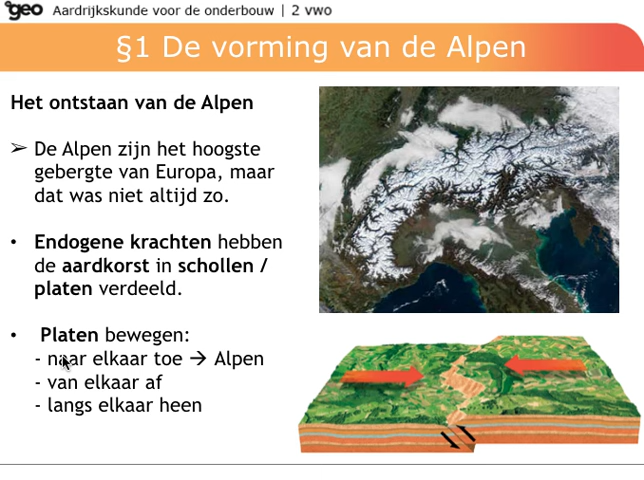 geo Aardrijkskunde voor de onderbouw | 2 vwo
§1 De vorming van de Alpen
Het ontstaan van de Alpen
➢ De Alpen zijn het hoogste
gebergte van Europa, maar
dat was niet altijd zo.
• Endogene krachten hebben
de aardkorst in schollen /
platen verdeeld.
• Platen bewegen:
- naar elkaar toe → Alpen
- van elkaar af
- langs elkaar heen